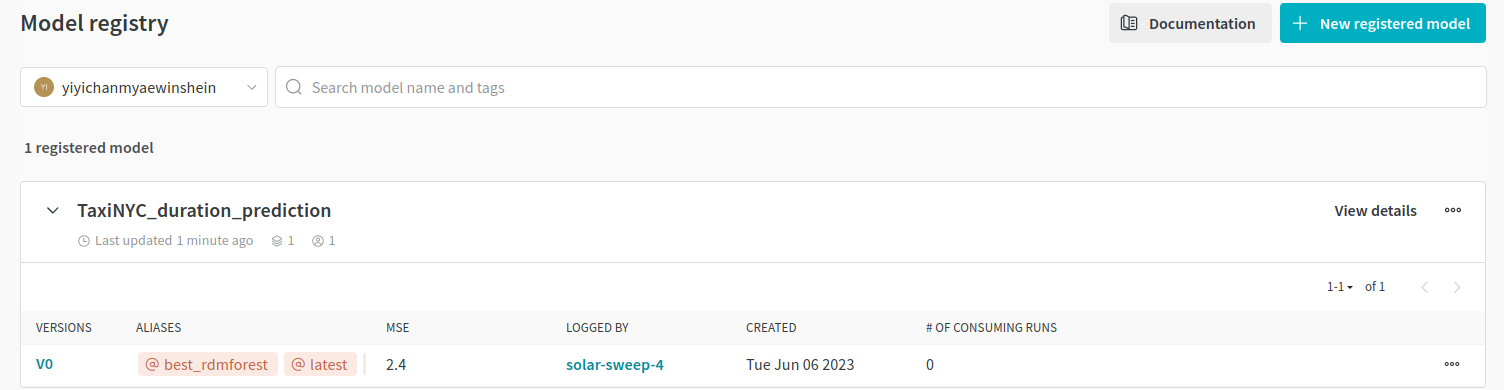 Model registry
Documentation
New registered model
YI
yiyichanmyaewinshein
Search model name and tags
1 registered model
TaxiNYC_duration_prediction
View details
Last updated 1 minute ago 1 1
1-1 of 1
VERSIONS ALIASES MSE LOGGED BY CREATED # OF CONSUMING RUNS
V0 @ best_rdmforest @ latest 2.4 solar-sweep-4 Tue Jun 06 2023 0